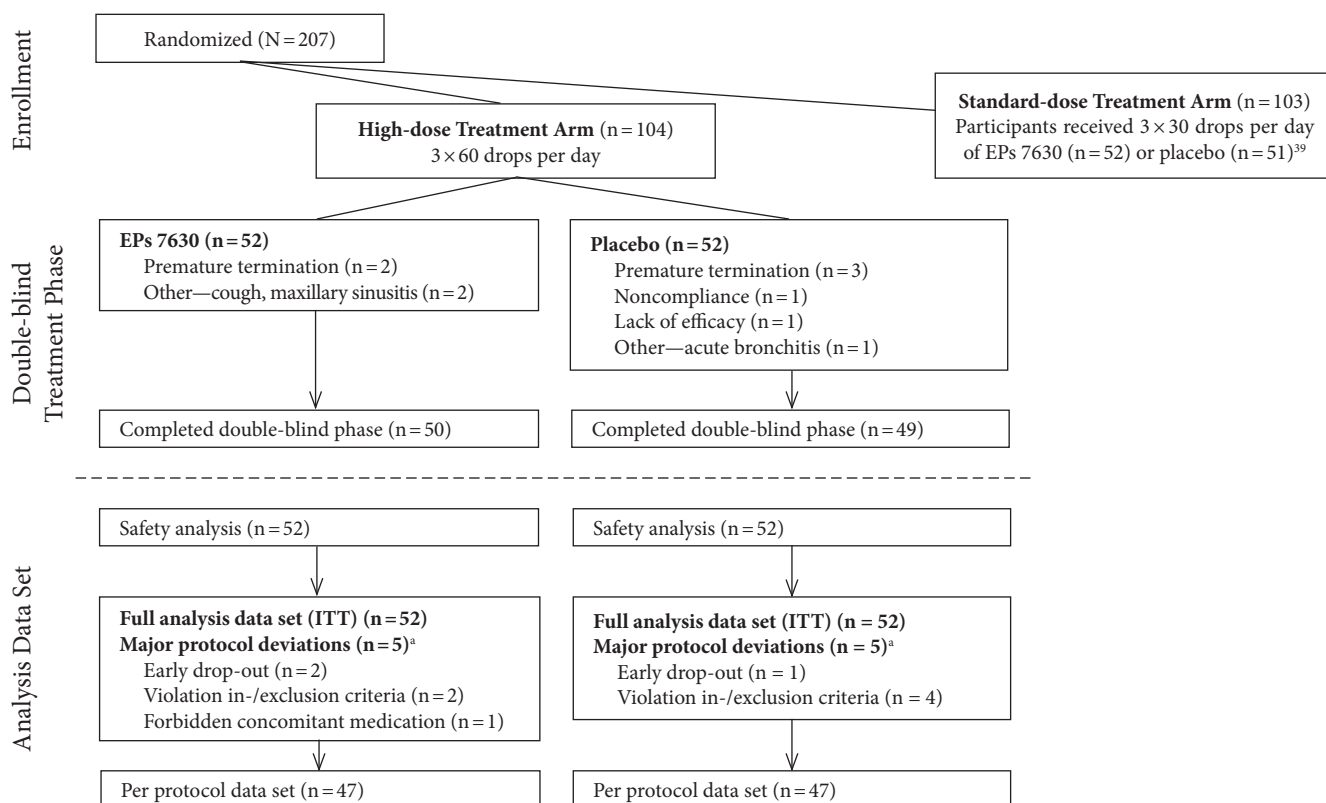 Enrollment
Randomized (N = 207)
High-dose Treatment Arm (n = 104)
3 × 60 drops per day
Standard-dose Treatment Arm (n = 103)
Participants received 3 × 30 drops per day
of EPs 7630 (n = 52) or placebo (n = 51)³⁹
Double-blind
Treatment Phase
EPs 7630 (n = 52)
Premature termination (n = 2)
Other—cough, maxillary sinusitis (n = 2)
Placebo (n = 52)
Premature termination (n = 3)
Noncompliance (n = 1)
Lack of efficacy (n = 1)
Other—acute bronchitis (n = 1)
Completed double-blind phase (n = 50)
Completed double-blind phase (n = 49)
Analysis Data Set
Safety analysis (n = 52)
Safety analysis (n = 52)
Full analysis data set (ITT) (n = 52)
Major protocol deviations (n = 5)ᵃ
Early drop-out (n = 2)
Violation in-/exclusion criteria (n = 2)
Forbidden concomitant medication (n = 1)
Full analysis data set (ITT) (n = 52)
Major protocol deviations (n = 5)ᵃ
Early drop-out (n = 1)
Violation in-/exclusion criteria (n = 4)
Per protocol data set (n = 47)
Per protocol data set (n = 47)